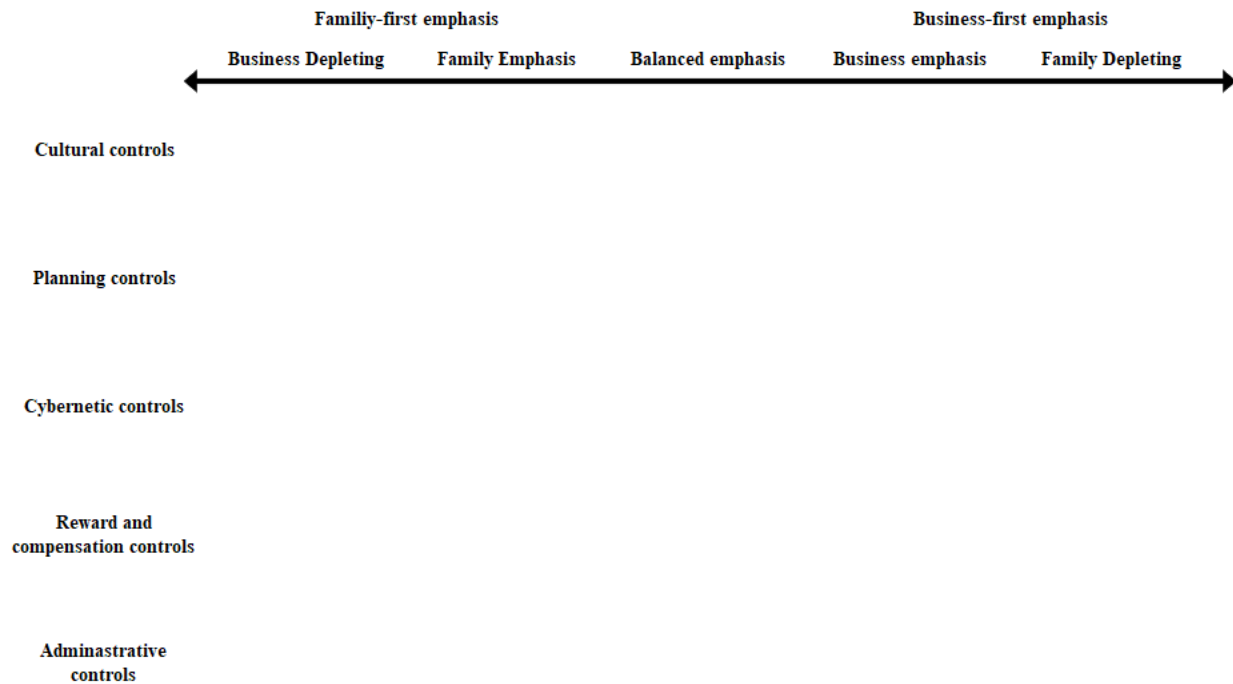 Familiy-first emphasis Business-first emphasis
Business Depleting Family Emphasis Balanced emphasis Business emphasis Family Depleting
Cultural controls
Planning controls
Cybernetic controls
Reward and
compensation controls
Adminastrative
controls